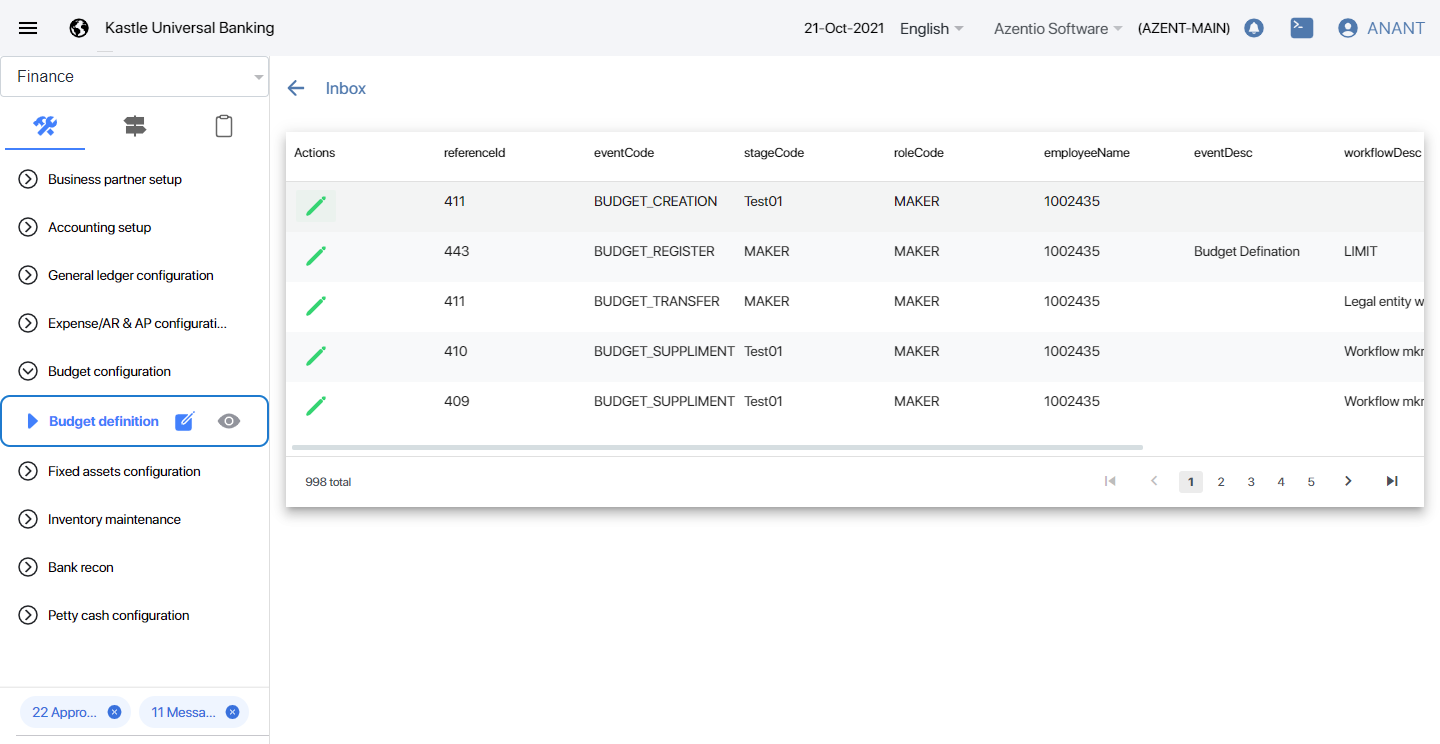 Kastle Universal Banking
21-Oct-2021
English
Azentio Software
(AZENT-MAIN)
ANANT
Finance
Business partner setup
Accounting setup
General ledger configuration
Expense/AR & AP configurati...
Budget configuration
Budget definition
Fixed assets configuration
Inventory maintenance
Bank recon
Petty cash configuration
22 Appro...
11 Messa...
Inbox
Actions referenceId eventCode stageCode roleCode employeeName eventDesc workflowDesc
411 BUDGET_CREATION Test01 MAKER 1002435
443 BUDGET_REGISTER MAKER MAKER 1002435 Budget Defination LIMIT
411 BUDGET_TRANSFER MAKER MAKER 1002435 Legal entity w
410 BUDGET_SUPPLIMENT Test01 MAKER 1002435 Workflow mkr
409 BUDGET_SUPPLIMENT Test01 MAKER 1002435 Workflow mkr
998 total
1 2 3 4 5